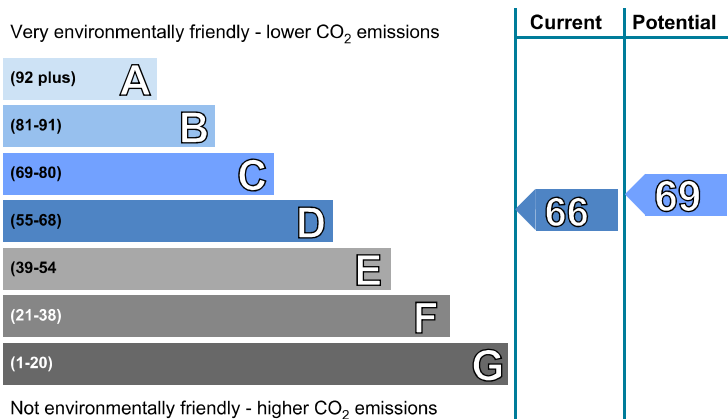 Current Potential
Very environmentally friendly - lower CO2 emissions
(92 plus) A
(81-91) B
(69-80) C
(55-68) D
66 69
(39-54 E
(21-38) F
(1-20) G
Not environmentally friendly - higher CO2 emissions